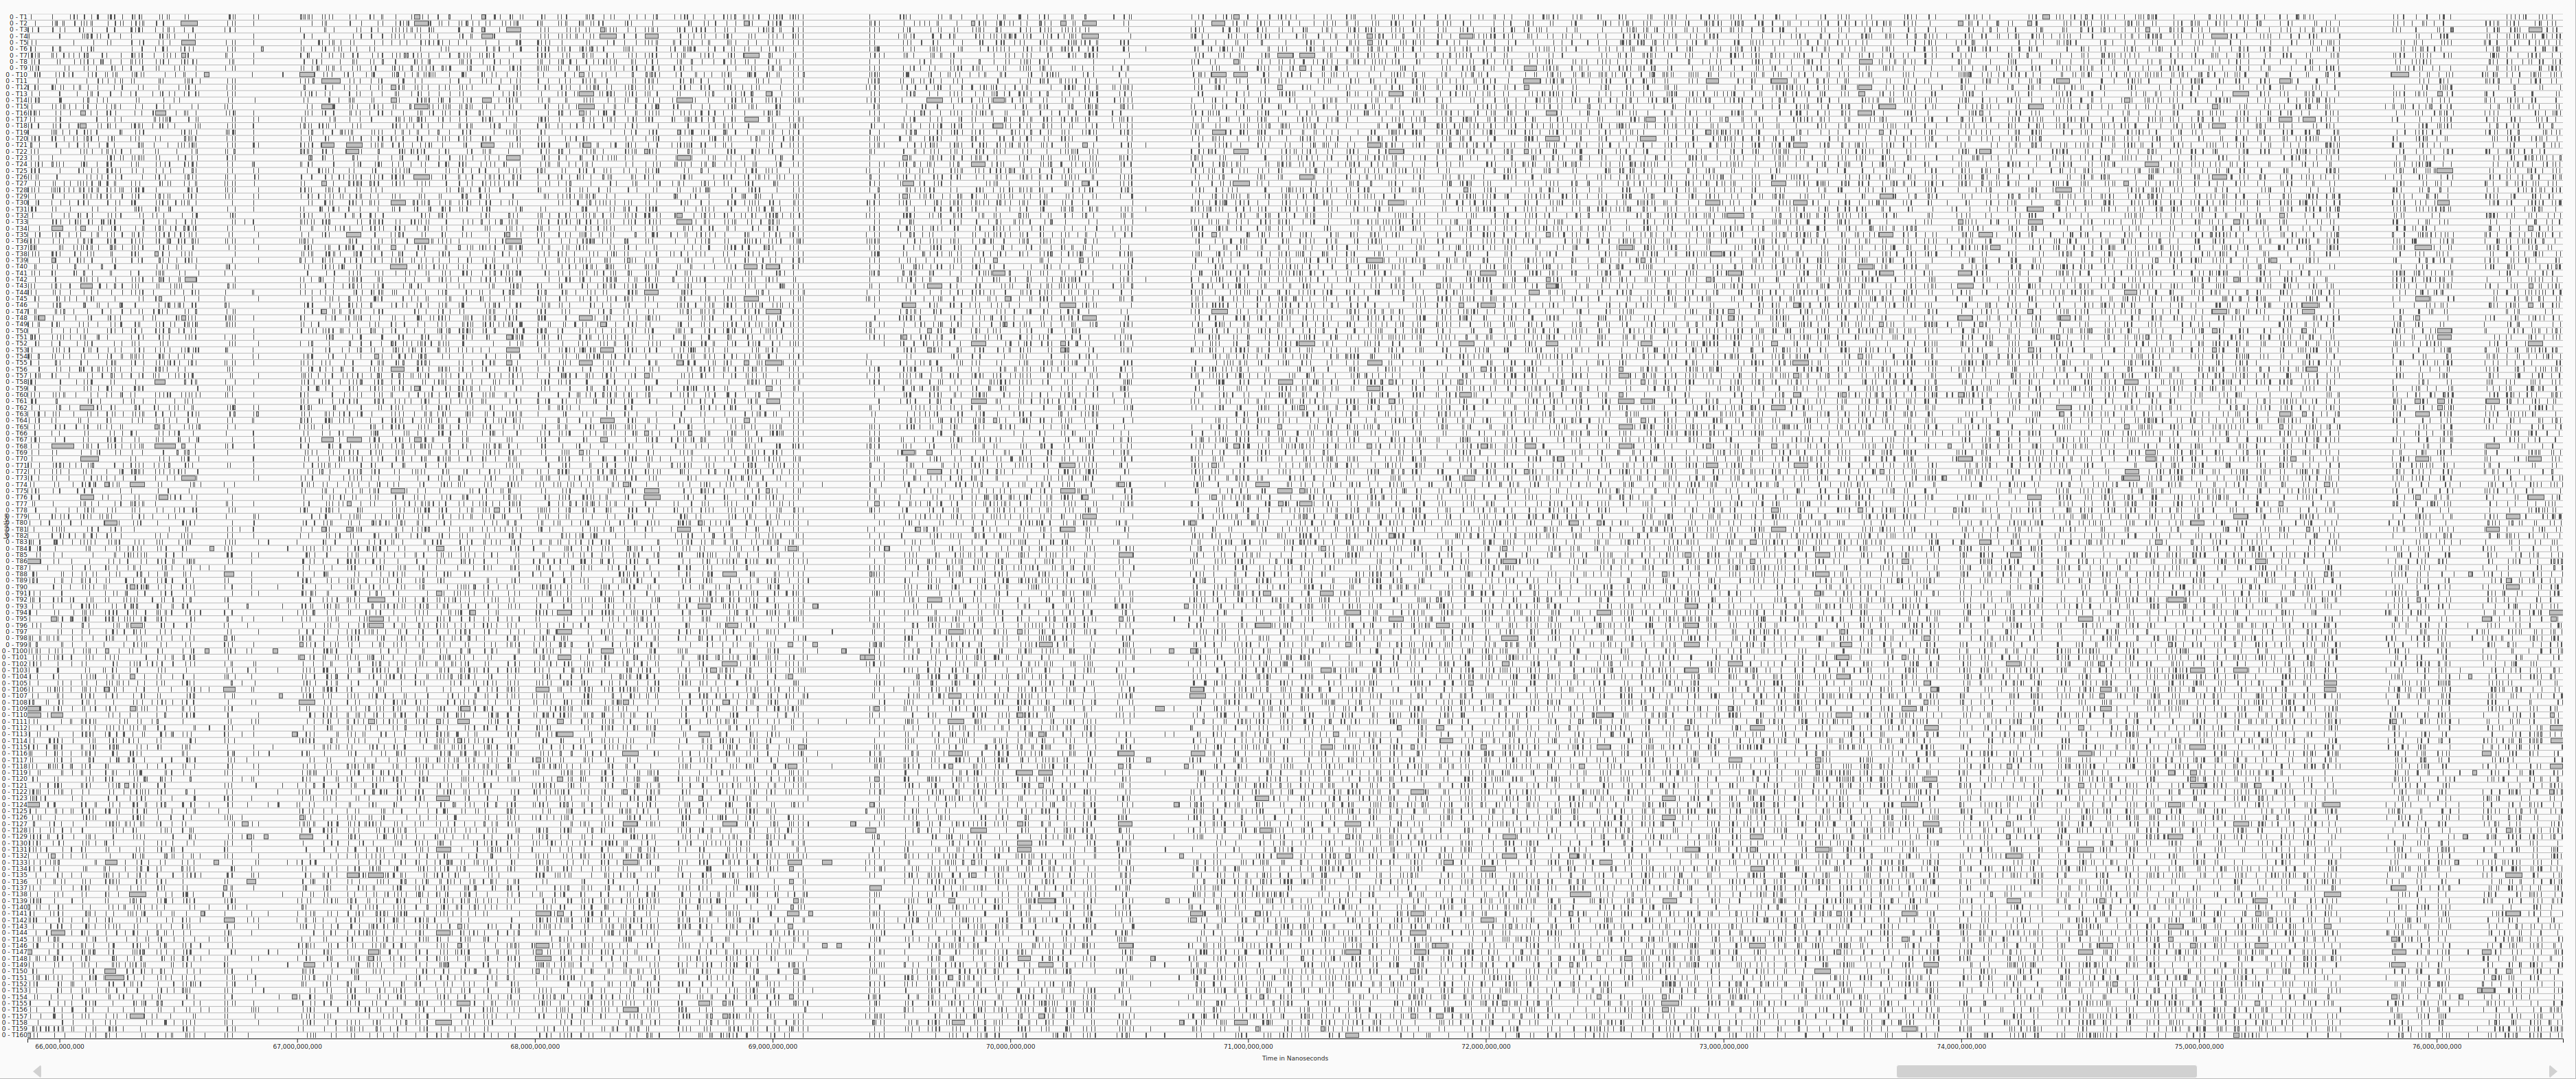 0 - T1
0 - T2
0 - T3
0 - T4
0 - T5
0 - T6
0 - T7
0 - T8
0 - T9
0 - T10
0 - T11
0 - T12
0 - T13
0 - T14
0 - T15
0 - T16
0 - T17
0 - T18
0 - T19
0 - T20
0 - T21
0 - T22
0 - T23
0 - T24
0 - T25
0 - T26
0 - T27
0 - T28
0 - T29
0 - T30
0 - T31
0 - T32
0 - T33
0 - T34
0 - T35
0 - T36
0 - T37
0 - T38
0 - T39
0 - T40
0 - T41
0 - T42
0 - T43
0 - T44
0 - T45
0 - T46
0 - T47
0 - T48
0 - T49
0 - T50
0 - T51
0 - T52
0 - T53
0 - T54
0 - T55
0 - T56
0 - T57
0 - T58
0 - T59
0 - T60
0 - T61
0 - T62
0 - T63
0 - T64
0 - T65
0 - T66
0 - T67
0 - T68
0 - T69
0 - T70
0 - T71
0 - T72
0 - T73
0 - T74
0 - T75
0 - T76
0 - T77
0 - T78
0 - T79
0 - T80
0 - T81
0 - T82
0 - T83
0 - T84
0 - T85
0 - T86
0 - T87
0 - T88
0 - T89
0 - T90
0 - T91
0 - T92
0 - T93
0 - T94
0 - T95
0 - T96
0 - T97
0 - T98
0 - T99
0 - T100
0 - T101
0 - T102
0 - T103
0 - T104
0 - T105
0 - T106
0 - T107
0 - T108
0 - T109
0 - T110
0 - T111
0 - T112
0 - T113
0 - T114
0 - T115
0 - T116
0 - T117
0 - T118
0 - T119
0 - T120
0 - T121
0 - T122
0 - T123
0 - T124
0 - T125
0 - T126
0 - T127
0 - T128
0 - T129
0 - T130
0 - T131
0 - T132
0 - T133
0 - T134
0 - T135
0 - T136
0 - T137
0 - T138
0 - T139
0 - T140
0 - T141
0 - T142
0 - T143
0 - T144
0 - T145
0 - T146
0 - T147
0 - T148
0 - T149
0 - T150
0 - T151
0 - T152
0 - T153
0 - T154
0 - T155
0 - T156
0 - T157
0 - T158
0 - T159
0 - T160
66,000,000,000 67,000,000,000 68,000,000,000 69,000,000,000 70,000,000,000 71,000,000,000 72,000,000,000 73,000,000,000 74,000,000,000 75,000,000,000 76,000,000,000
Time in Nanoseconds